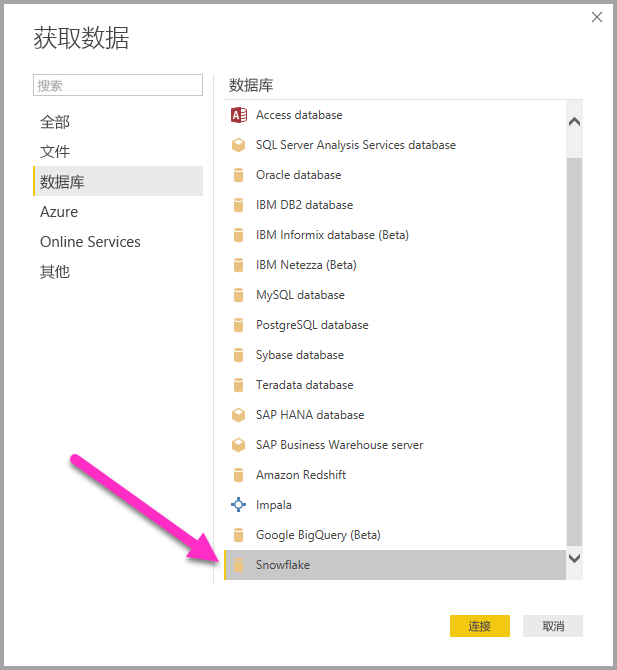 获取数据
搜索
全部
文件
数据库
Azure
Online Services
其他
数据库
Access database
SQL Server Analysis Services database
Oracle database
IBM DB2 database
IBM Informix database (Beta)
IBM Netezza (Beta)
MySQL database
PostgreSQL database
Sybase database
Teradata database
SAP HANA database
SAP Business Warehouse server
Amazon Redshift
Impala
Google BigQuery (Beta)
Snowflake
连接
取消